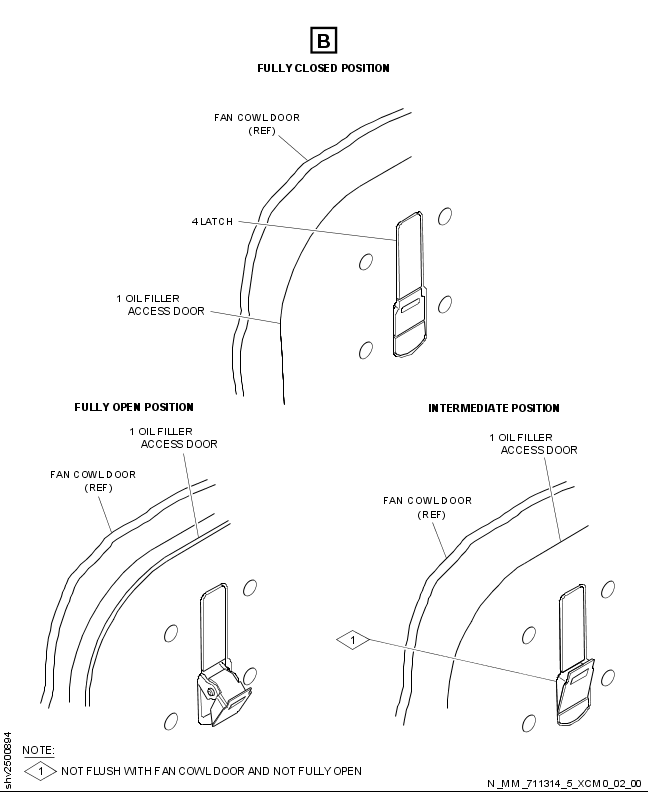 B
FULLY CLOSED POSITION
FAN COWL DOOR
(REF)
4 LATCH
1 OIL FILLER
ACCESS DOOR
FULLY OPEN POSITION
1 OIL FILLER
ACCESS DOOR
FAN COWL DOOR
(REF)
INTERMEDIATE POSITION
1 OIL FILLER
ACCESS DOOR
FAN COWL DOOR
(REF)
1
NOTE:
1 NOT FLUSH WITH FAN COWL DOOR AND NOT FULLY OPEN
shv2500894
N_MM_711314_5_XCM0_02_00